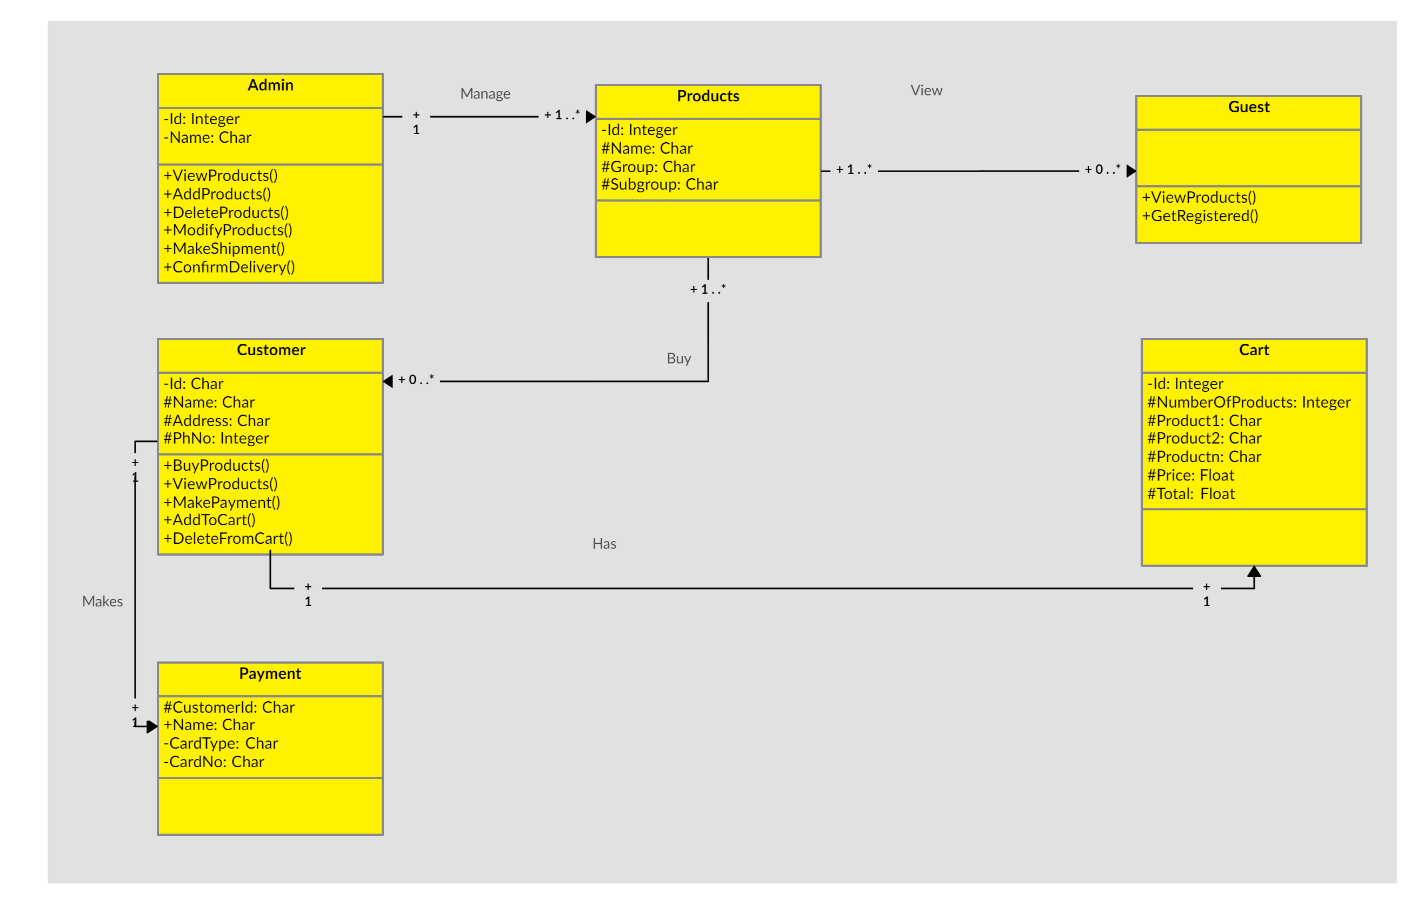 Admin
-Id: Integer
-Name: Char
+ViewProducts()
+AddProducts()
+DeleteProducts()
+ModifyProducts()
+MakeShipment()
+ConfirmDelivery()
Manage
+
1
+ 1 . .*
Products
-Id: Integer
#Name: Char
#Group: Char
#Subgroup: Char
View
+ 1 . .*
+ 0 . .*
Guest
+ViewProducts()
+GetRegistered()
+ 1 . .*
Buy
+ 0 . .*
Customer
-Id: Char
#Name: Char
#Address: Char
#PhNo: Integer
+BuyProducts()
+ViewProducts()
+MakePayment()
+AddToCart()
+DeleteFromCart()
Cart
-Id: Integer
#NumberOfProducts: Integer
#Product1: Char
#Product2: Char
#Productn: Char
#Price: Float
#Total: Float
Has
+
1
+
1
+
1
Makes
+
1
Payment
#CustomerId: Char
+Name: Char
-CardType: Char
-CardNo: Char